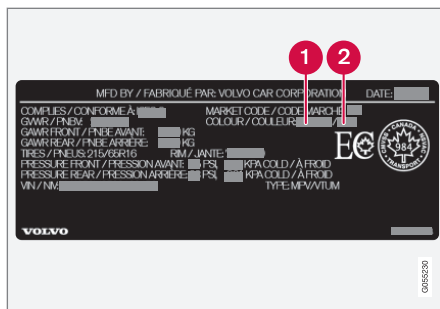 1 2
MFD BY / FABRIQUÉ PAR: VOLVO CAR CORPORATION DATE:
COMPLIES / CONFORME À: MARKET CODE / CODE MARCHÉ
GVWR / PNBV: COLOUR / COULEUR: /
GAWR FRONT / PNBE AVANT: KG
GAWR REAR / PNBE ARRIÈRE: KG
TIRES / PNEUS: 215/65R16 RIM / JANTE:
PRESSURE FRONT / PRESSION AVANT: PSI, KPA COLD / À FROID
PRESSURE REAR / PRESSION ARRIÈRE: PSI, KPA COLD / À FROID
VIN / NIV: TYPE: MPV/VTUM
EC
CANADA
984
TRANSPORT
VOLVO
G055230